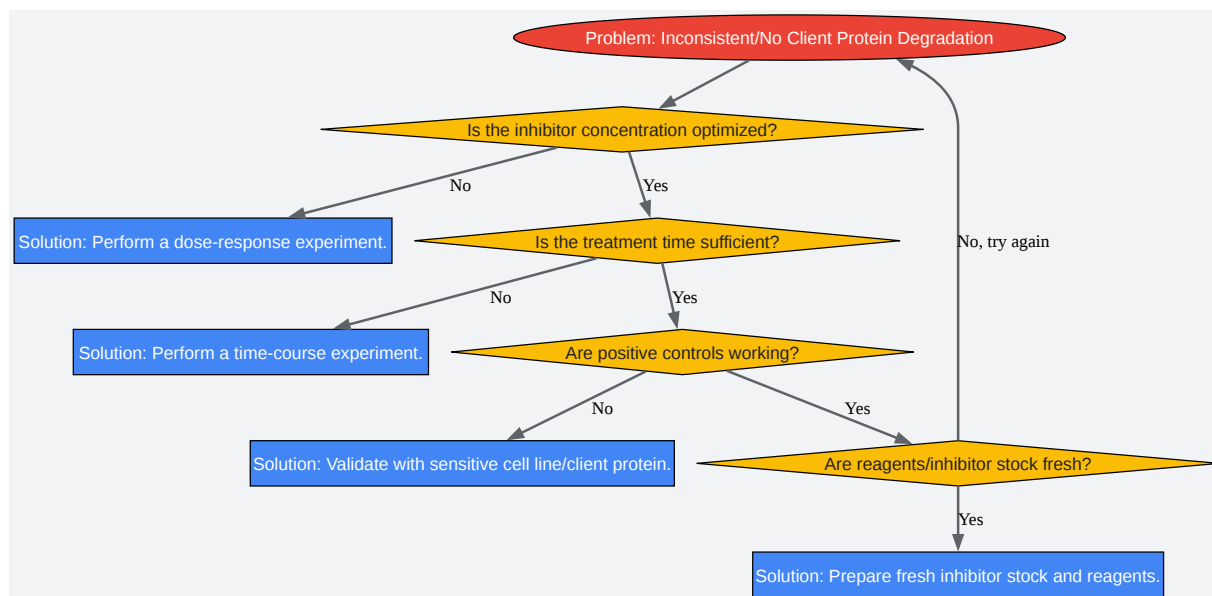 Problem: Inconsistent/No Client Protein Degradation
Is the inhibitor concentration optimized?
No
Yes
Solution: Perform a dose-response experiment.
Is the treatment time sufficient?
No, try again
No
Yes
Solution: Perform a time-course experiment.
Are positive controls working?
No
Yes
Solution: Validate with sensitive cell line/client protein.
Are reagents/inhibitor stock fresh?
Yes
Solution: Prepare fresh inhibitor stock and reagents.